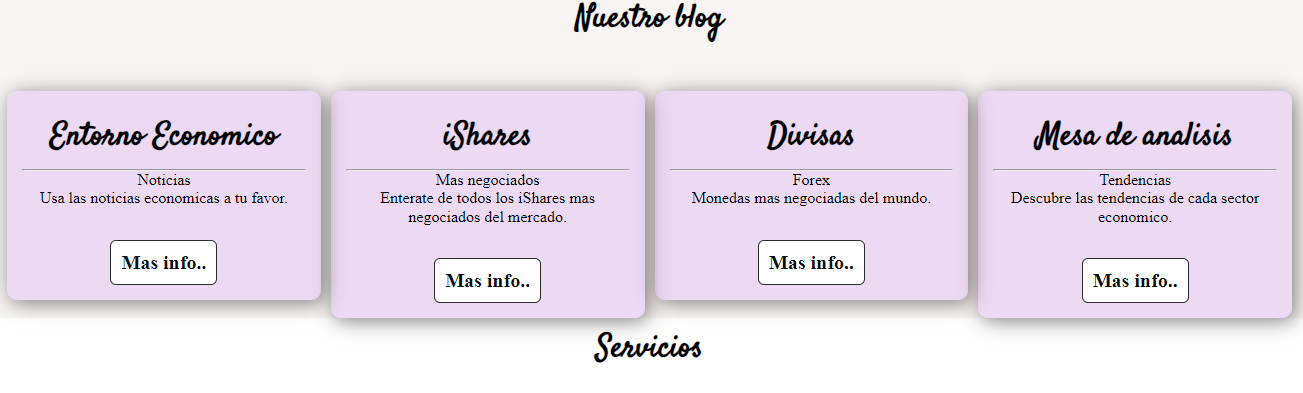 Nuestro blog
Entorno Economico
Noticias
Usa las noticias economicas a tu favor.
Mas info..
iShares
Mas negociados
Enterate de todos los iShares mas
negociados del mercado.
Mas info..
Divisas
Forex
Monedas mas negociadas del mundo.
Mas info..
Mesa de analisis
Tendencias
Descubre las tendencias de cada sector
economico.
Mas info..
Servicios